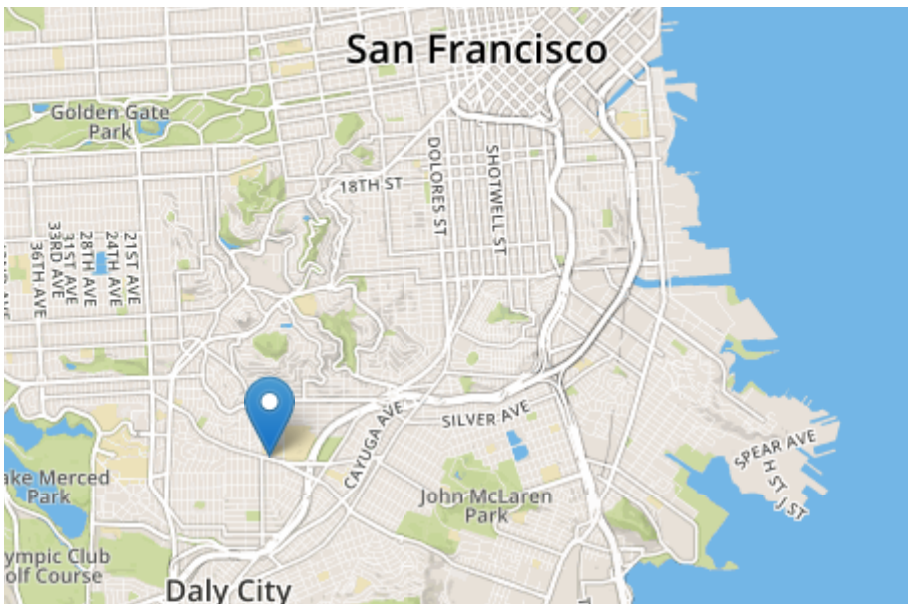 San Francisco
Golden Gate
Park
18TH ST
DOLORES ST
SHOTWELL ST
36TH AVE
33RD AVE
31ST AVE
28TH AVE
24TH AVE
21ST AVE
CAYUGA AVE
SILVER AVE
SPEAR AVE
H ST
J ST
ake Merced
Park
John McLaren
Park
ympic Club
olf Course
Daly City